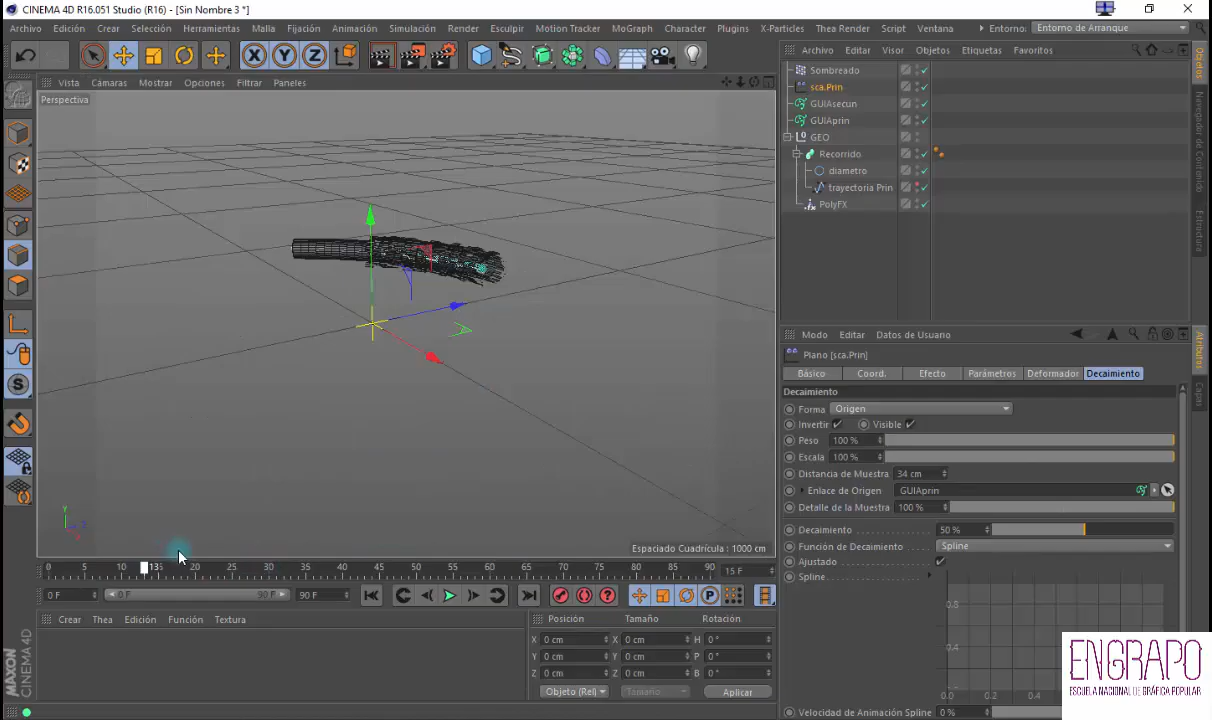 CINEMA 4D R16.051 Studio (R16) - [Sin Nombre 3 *]
Archivo Edición Crear Selección Herramientas Malla Fijación Animación Simulación Render Esculpir Motion Tracker MoGraph Character Plugins X-Particles Thea Render Script Ventana Entorno: Entorno de Arranque
X Y Z
Archivo Editar Visor Objetos Etiquetas Favoritos
Vista Cámaras Mostrar Opciones Filtrar Paneles
Perspectiva
Sombreado
sca.Prin
GUIAsecun
GUIAprin
GEO
Recorrido
diametro
trayectoria Prin
PolyFX
Objetos
Navegador de Contenido
Estructura
Modo Editar Datos de Usuario
Plano [sca.Prin]
Básico Coord. Efecto Parámetros Deformador Decaimiento
Atributos
Capas
Decaimiento
Forma Origen
Invertir Visible
Peso 100 %
Escala 100 %
Distancia de Muestra 34 cm
Enlace de Origen GUIAprin
Detalle de la Muestra 100 %
Decaimiento 50 %
Función de Decaimiento Spline
Ajustado
Spline
0.8
0.4
0.0 0.2 0.4
Velocidad de Animación Spline 0 %
Y
Z
X
Espaciado Cuadrícula : 1000 cm
0 5 10 13 15 20 25 30 35 40 45 50 55 60 65 70 75 80 85 90 15 F
0 F 0 F 90 F 90 F
P
Crear Thea Edición Función Textura
Posición Tamaño Rotación
X 0 cm X 0 cm H 0 °
Y 0 cm Y 0 cm P 0 °
Z 0 cm Z 0 cm B 0 °
Objeto (Rel) Tamaño Aplicar
MAXON
CINEMA 4D
ENGRAPO
ESCUELA NACIONAL DE GRÁFICA POPULAR